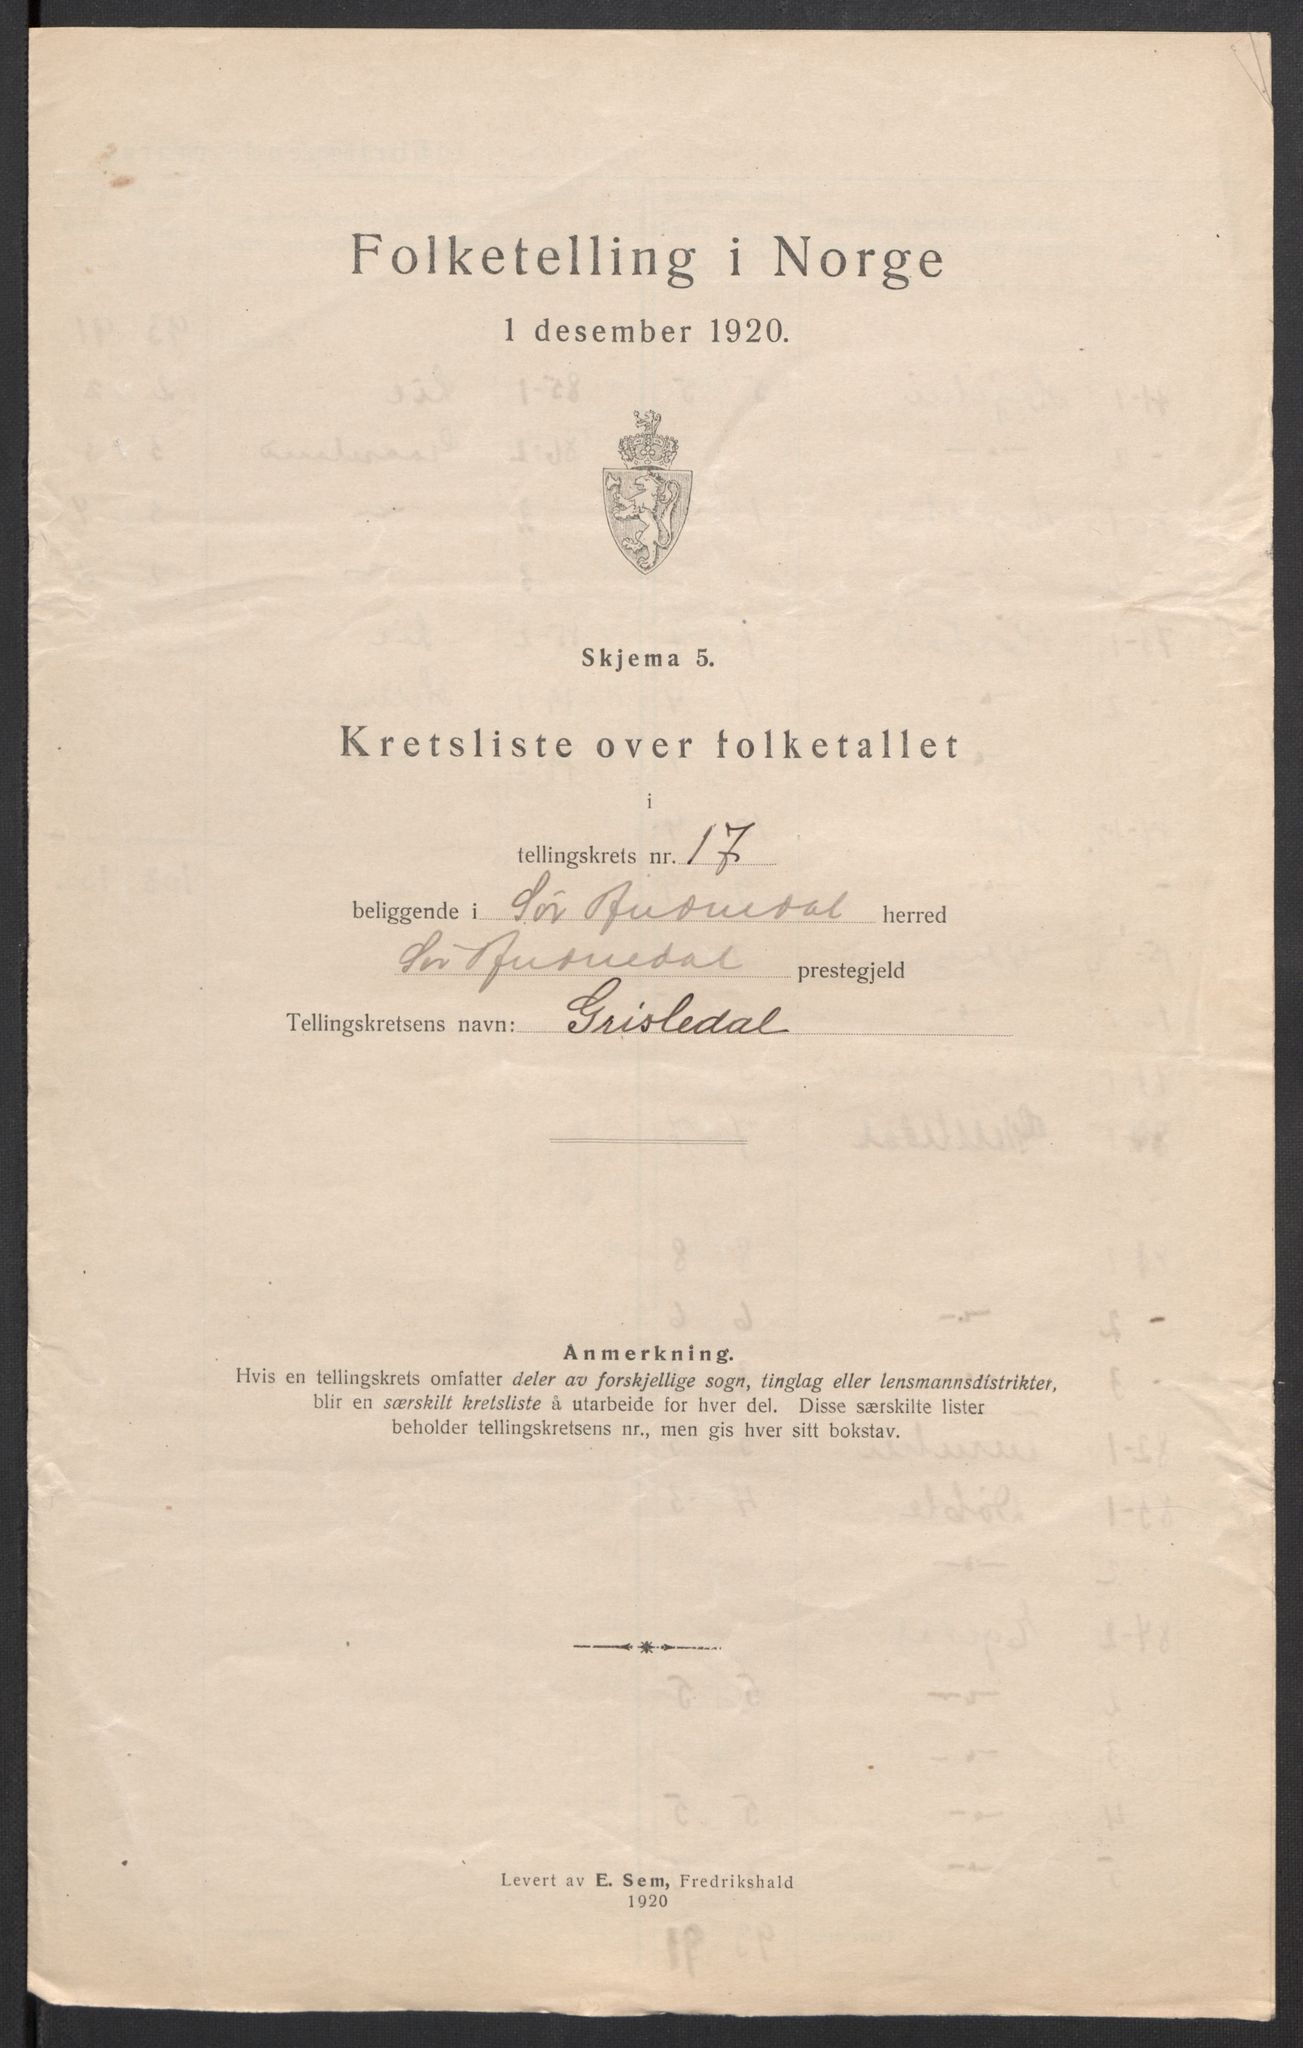 Folketelling i Norge
1 desember 1920.
Skjema 5.
Kretsliste over folketallet
i
tellingskrets nr. 17
beliggende i Sör Audnedal herred
Sör Audnedal prestegjeld
Tellingskretsens navn: Grisledal
Anmerkning.
Hvis en tellingskrets omfatter deler av forskjellige sogn, tinglag eller lensmannsdistrikter,
blir en særskilt kretsliste å utarbeide for hver del. Disse særskilte lister
beholder tellingskretsens nr., men gis hver sitt bokstav.
Levert av E. Sem, Fredrikshald
1920